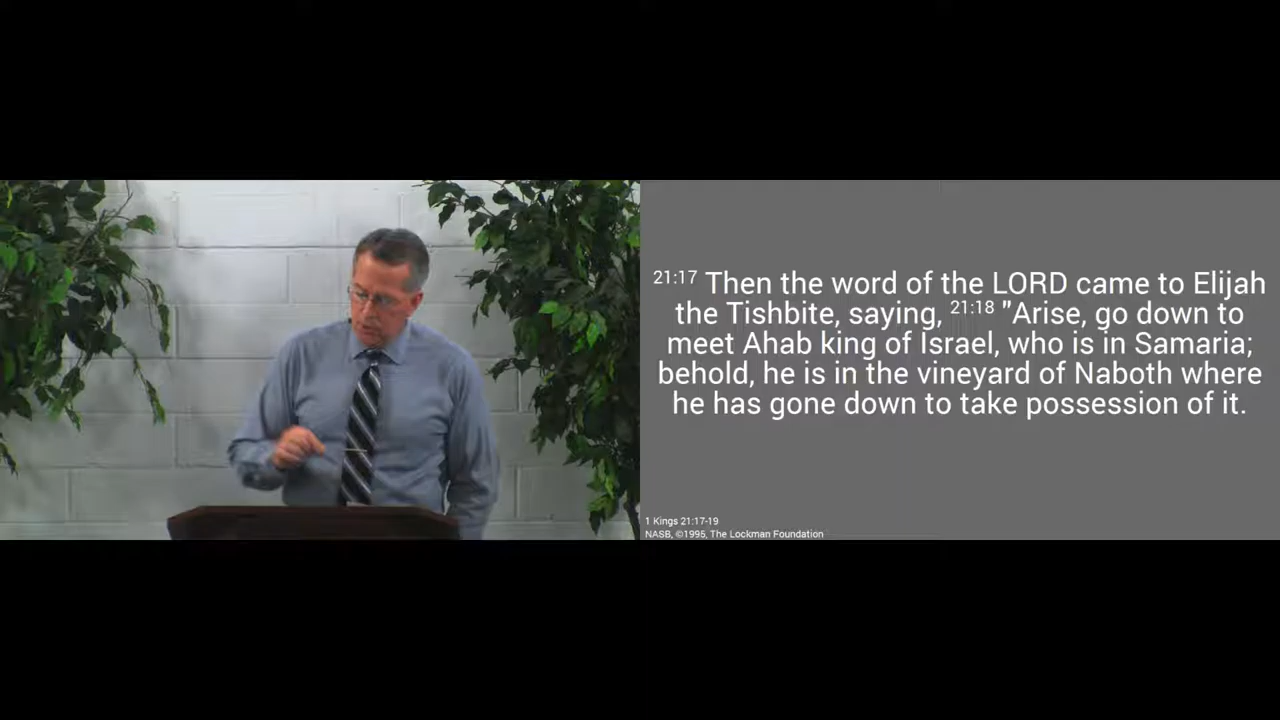 21:17 Then the word of the LORD came to Elijah
the Tishbite, saying, 21:18 "Arise, go down to
meet Ahab king of Israel, who is in Samaria;
behold, he is in the vineyard of Naboth where
he has gone down to take possession of it.
1 Kings 21:17-19
NASB, ©1995, The Lockman Foundation